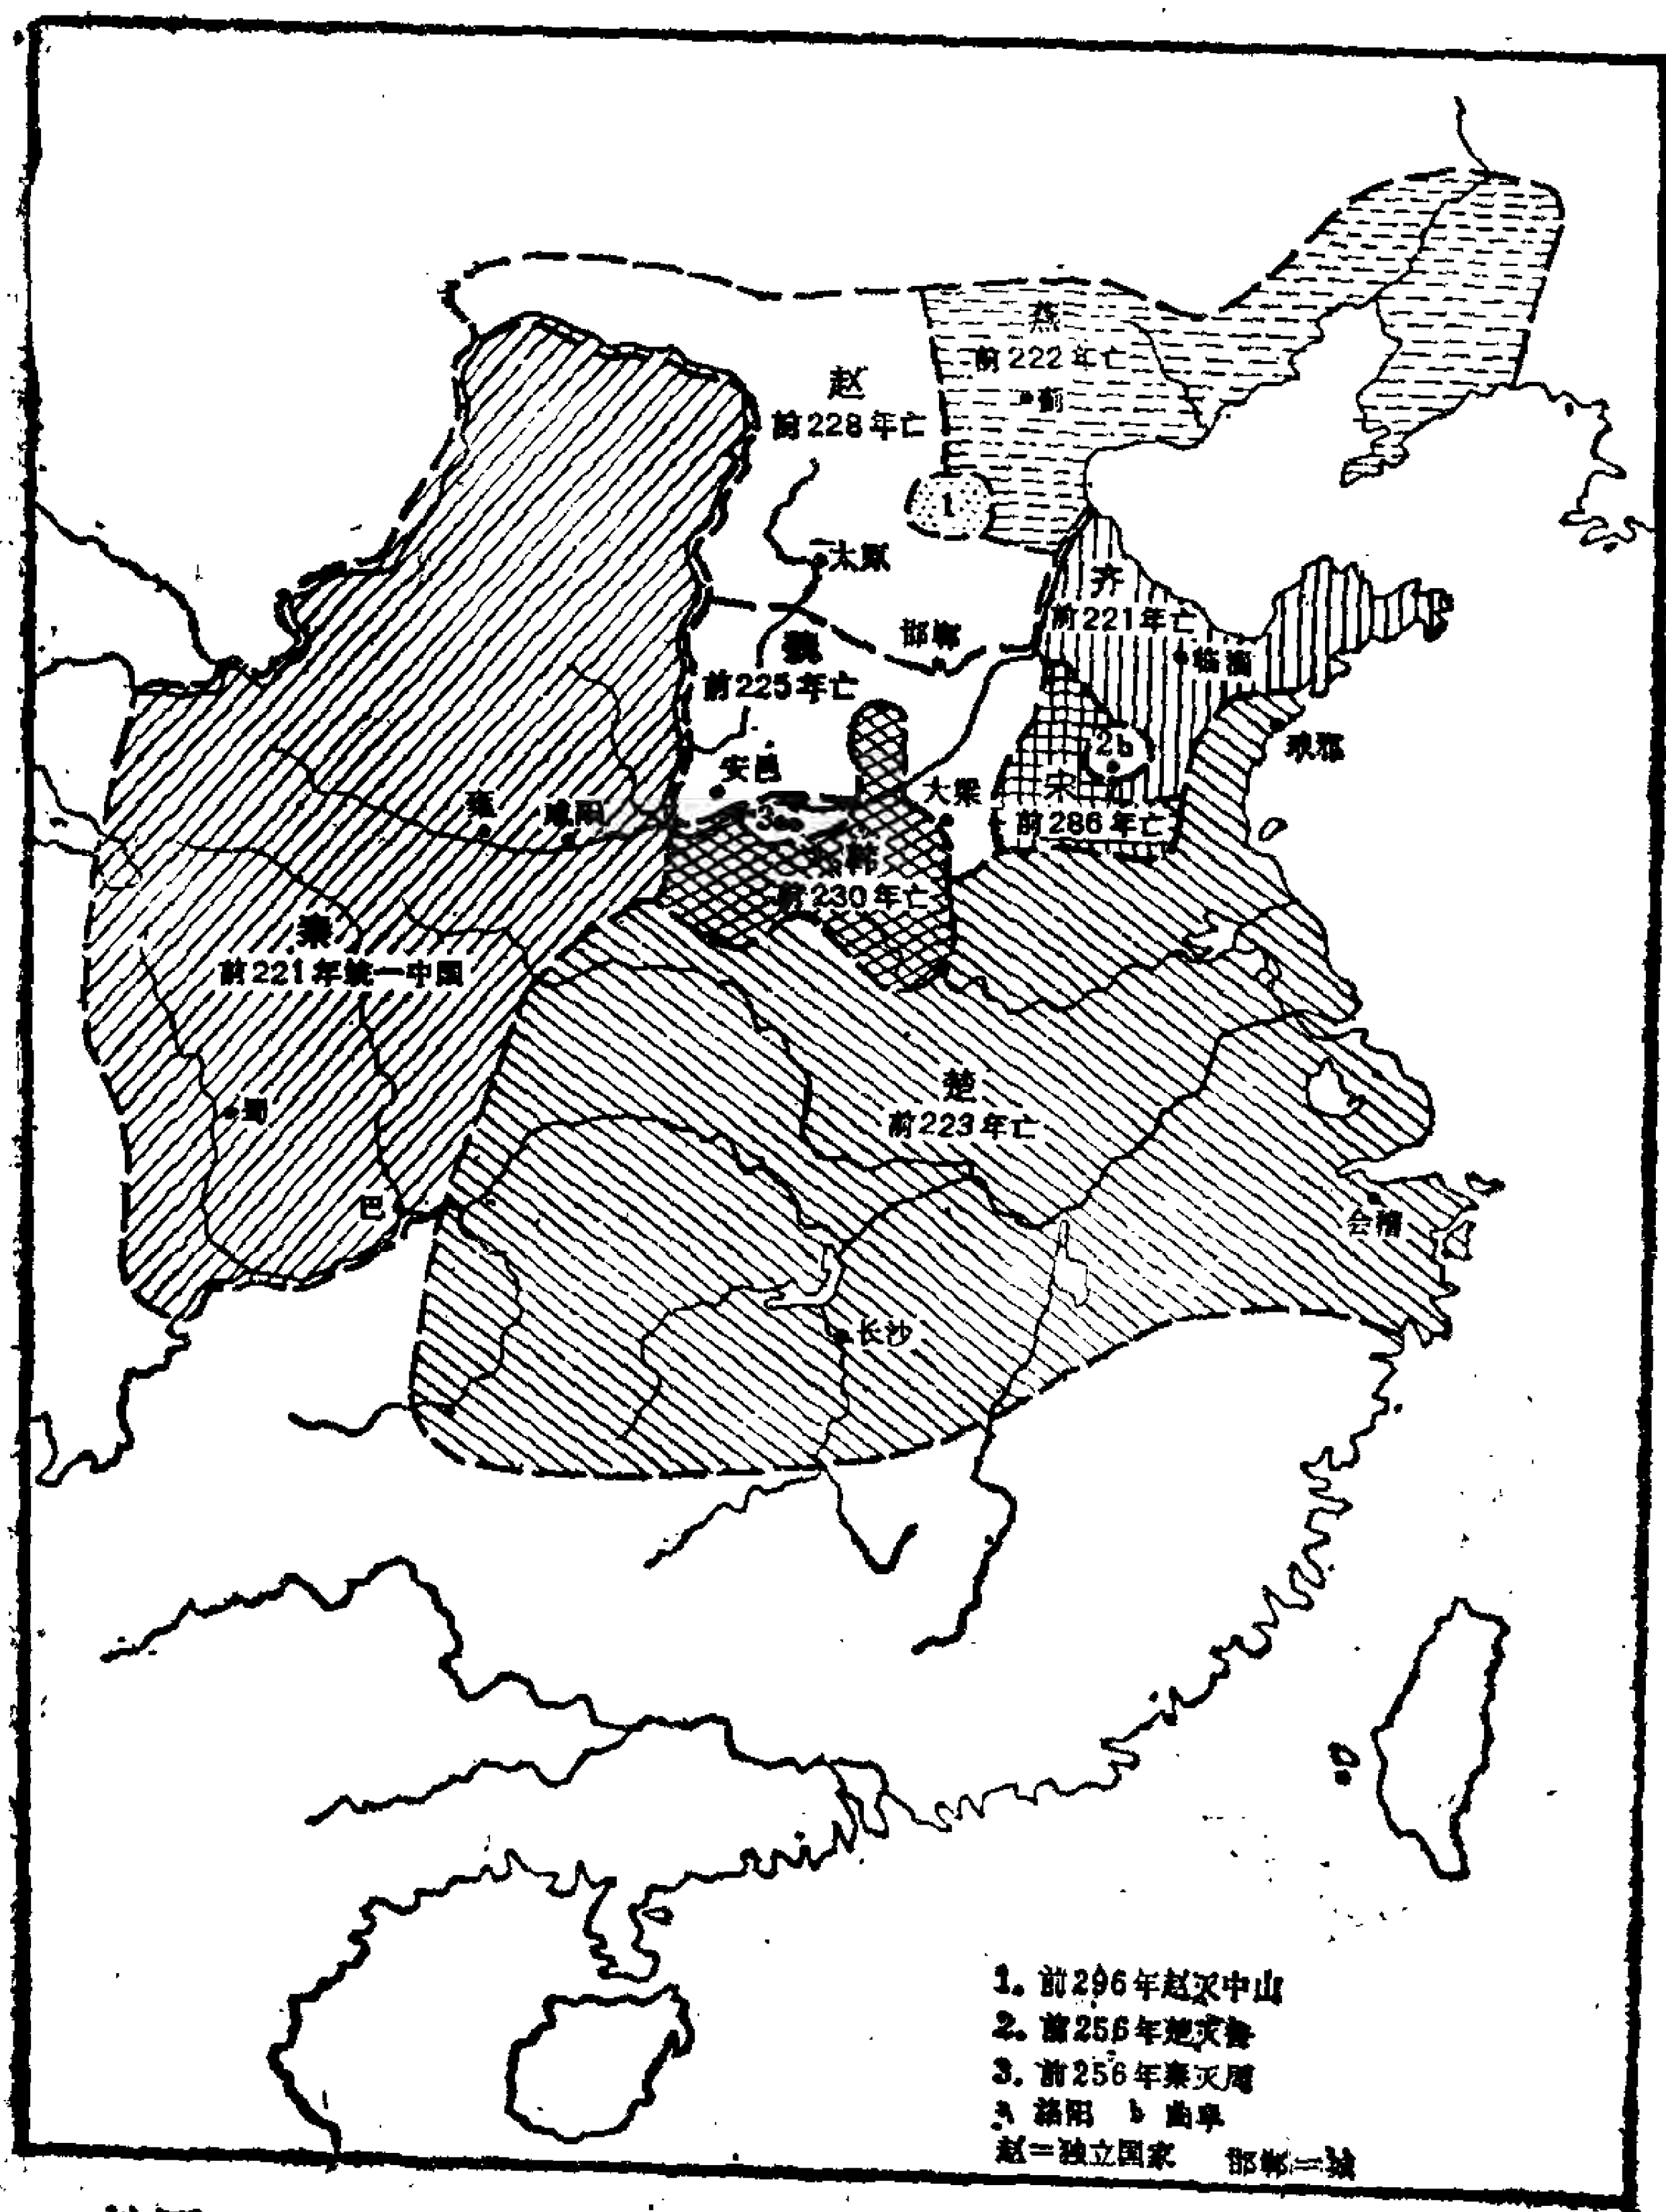 燕
前222年亡
蓟
赵
前228年亡
1
太原
齐
前221年亡
邯郸
临淄
魏
前225年亡
2b
琅邪
安邑
大梁
宋
雍
咸阳
3a
前286年亡
韩
前230年亡
秦
前221年统一中国
楚
前223年亡
蜀
巴
会稽
长沙
1. 前296年赵灭中山
2. 前256年楚灭鲁
3. 前256年秦灭周
a 洛阳 b 曲阜
赵=独立国家 邯郸=城